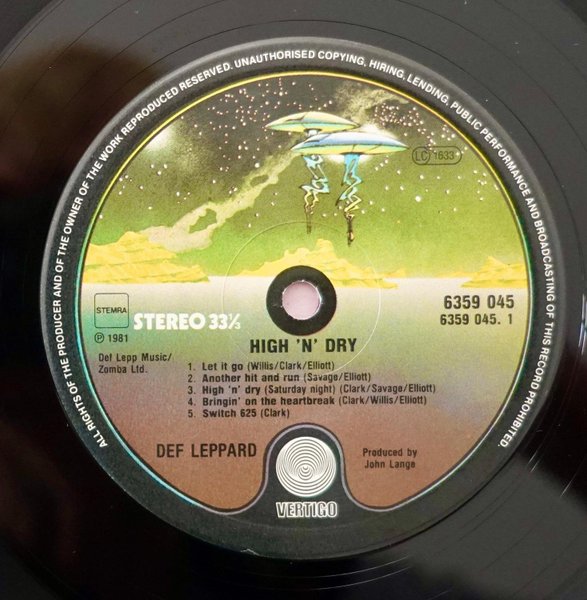 ALL RIGHTS OF THE PRODUCER AND OF THE OWNER OF THE WORK REPRODUCED RESERVED. UNAUTHORISED COPYING, HIRING, LENDING, PUBLIC PERFORMANCE AND BROADCASTING OF THIS RECORD PROHIBITED.
LC 1633
STEMRA
STEREO 33⅓
6359 045
6359 045. 1
℗ 1981
HIGH 'N' DRY
Def Lepp Music/
Zomba Ltd.
1. Let it go (Willis/Clark/Elliott)
2. Another hit and run (Savage/Elliott)
3. High 'n' dry (Saturday night) (Clark/Savage/Elliott)
4. Bringin' on the heartbreak (Clark/Willis/Elliott)
5. Switch 625 (Clark)
DEF LEPPARD
Produced by
John Lange
VERTIGO